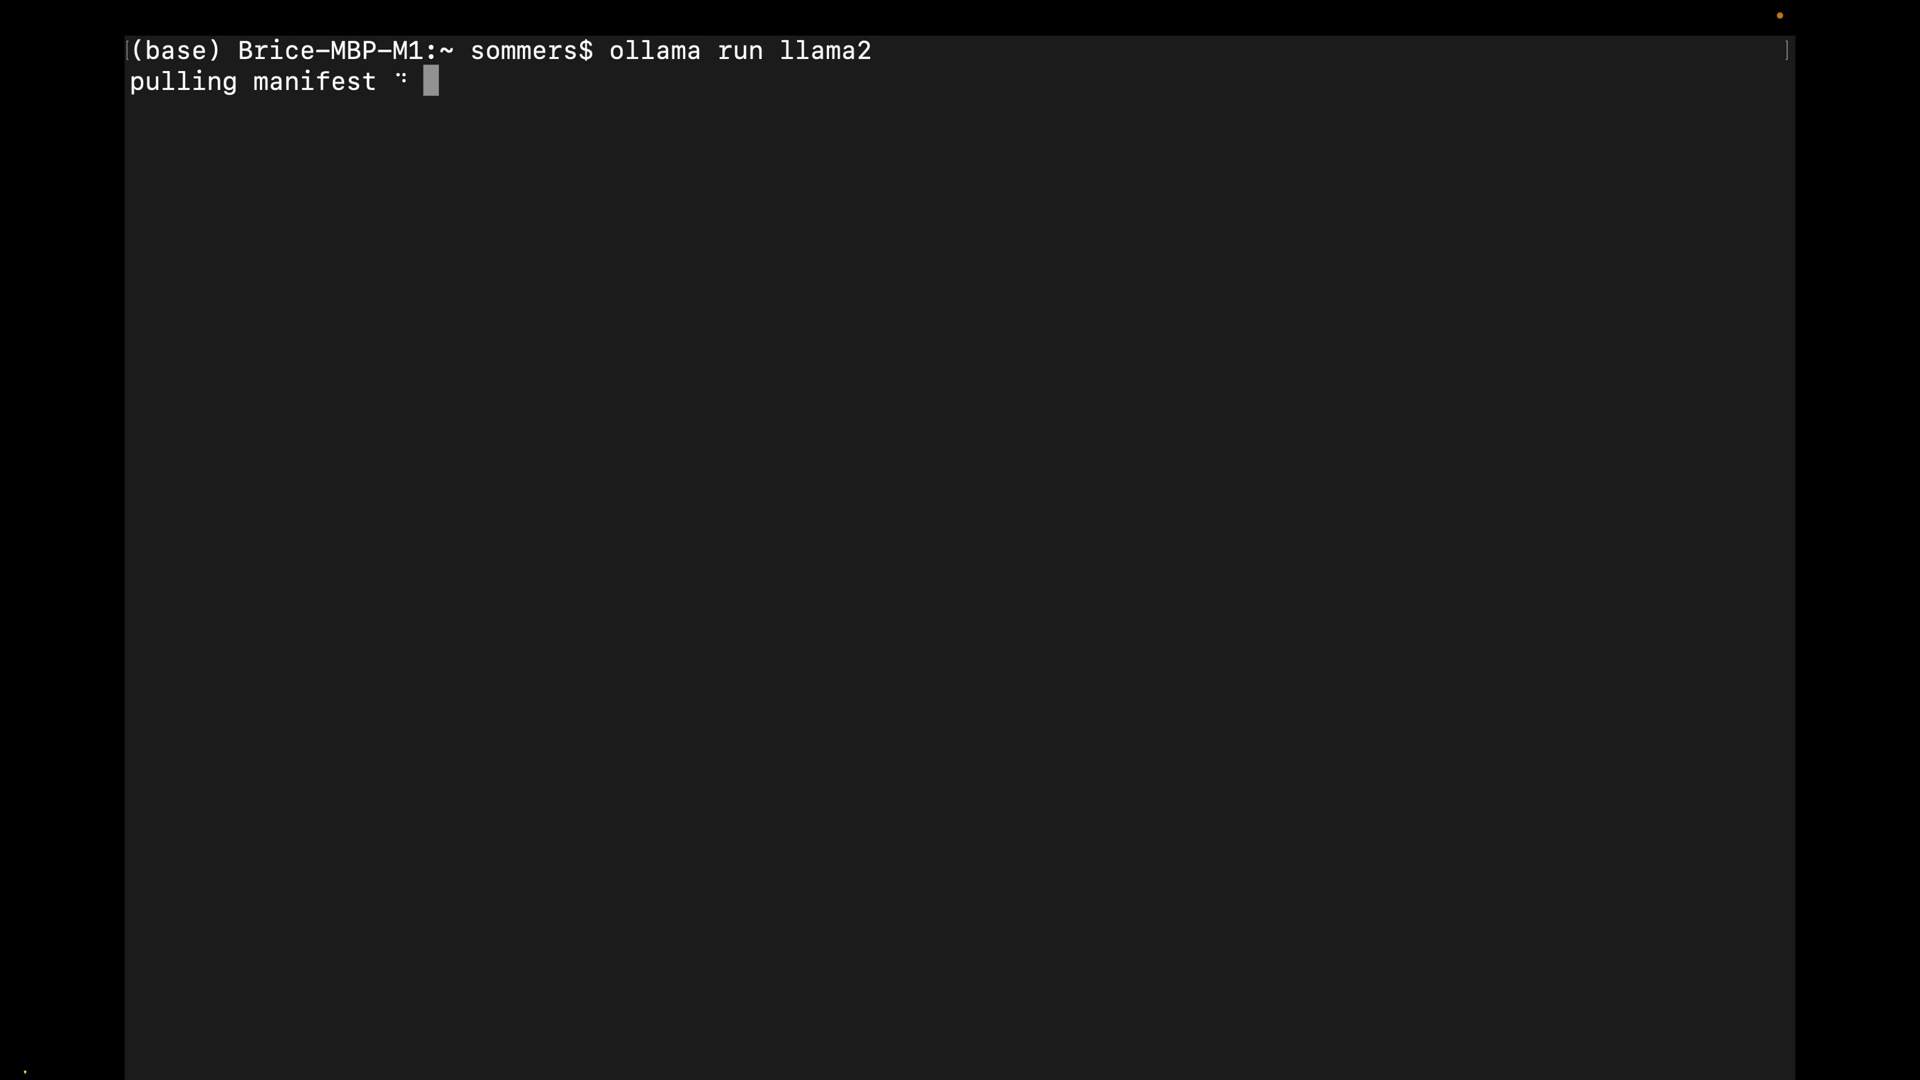 (base) Brice-MBP-M1:~ sommers$ ollama run llama2
pulling manifest ⠙